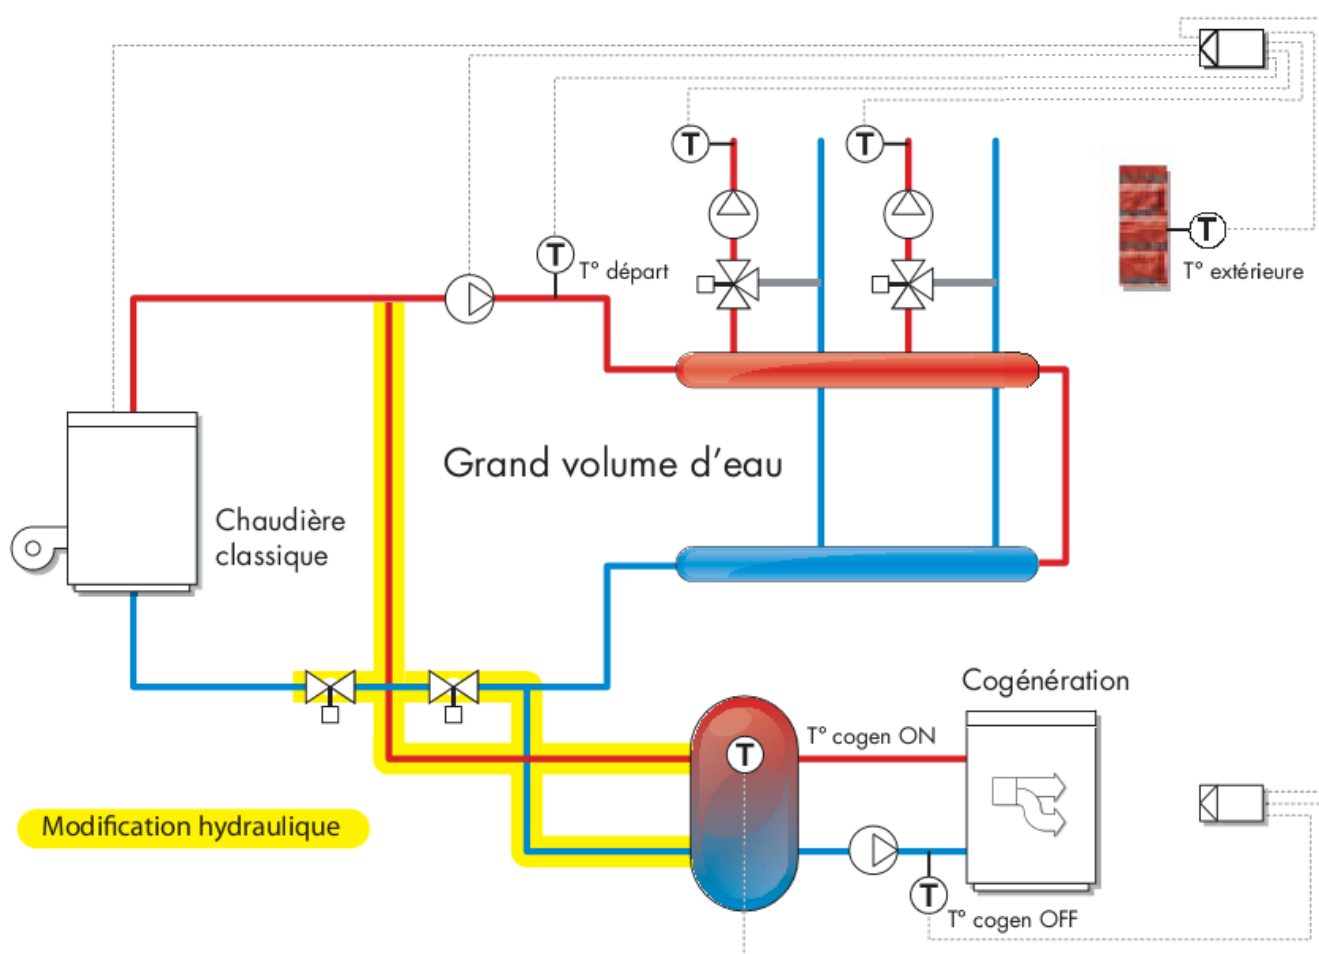 T
T
T
T° départ
T
T° extérieure
Grand volume d'eau
Chaudière
classique
Cogénération
T° cogen ON
T
Modification hydraulique
T
T° cogen OFF